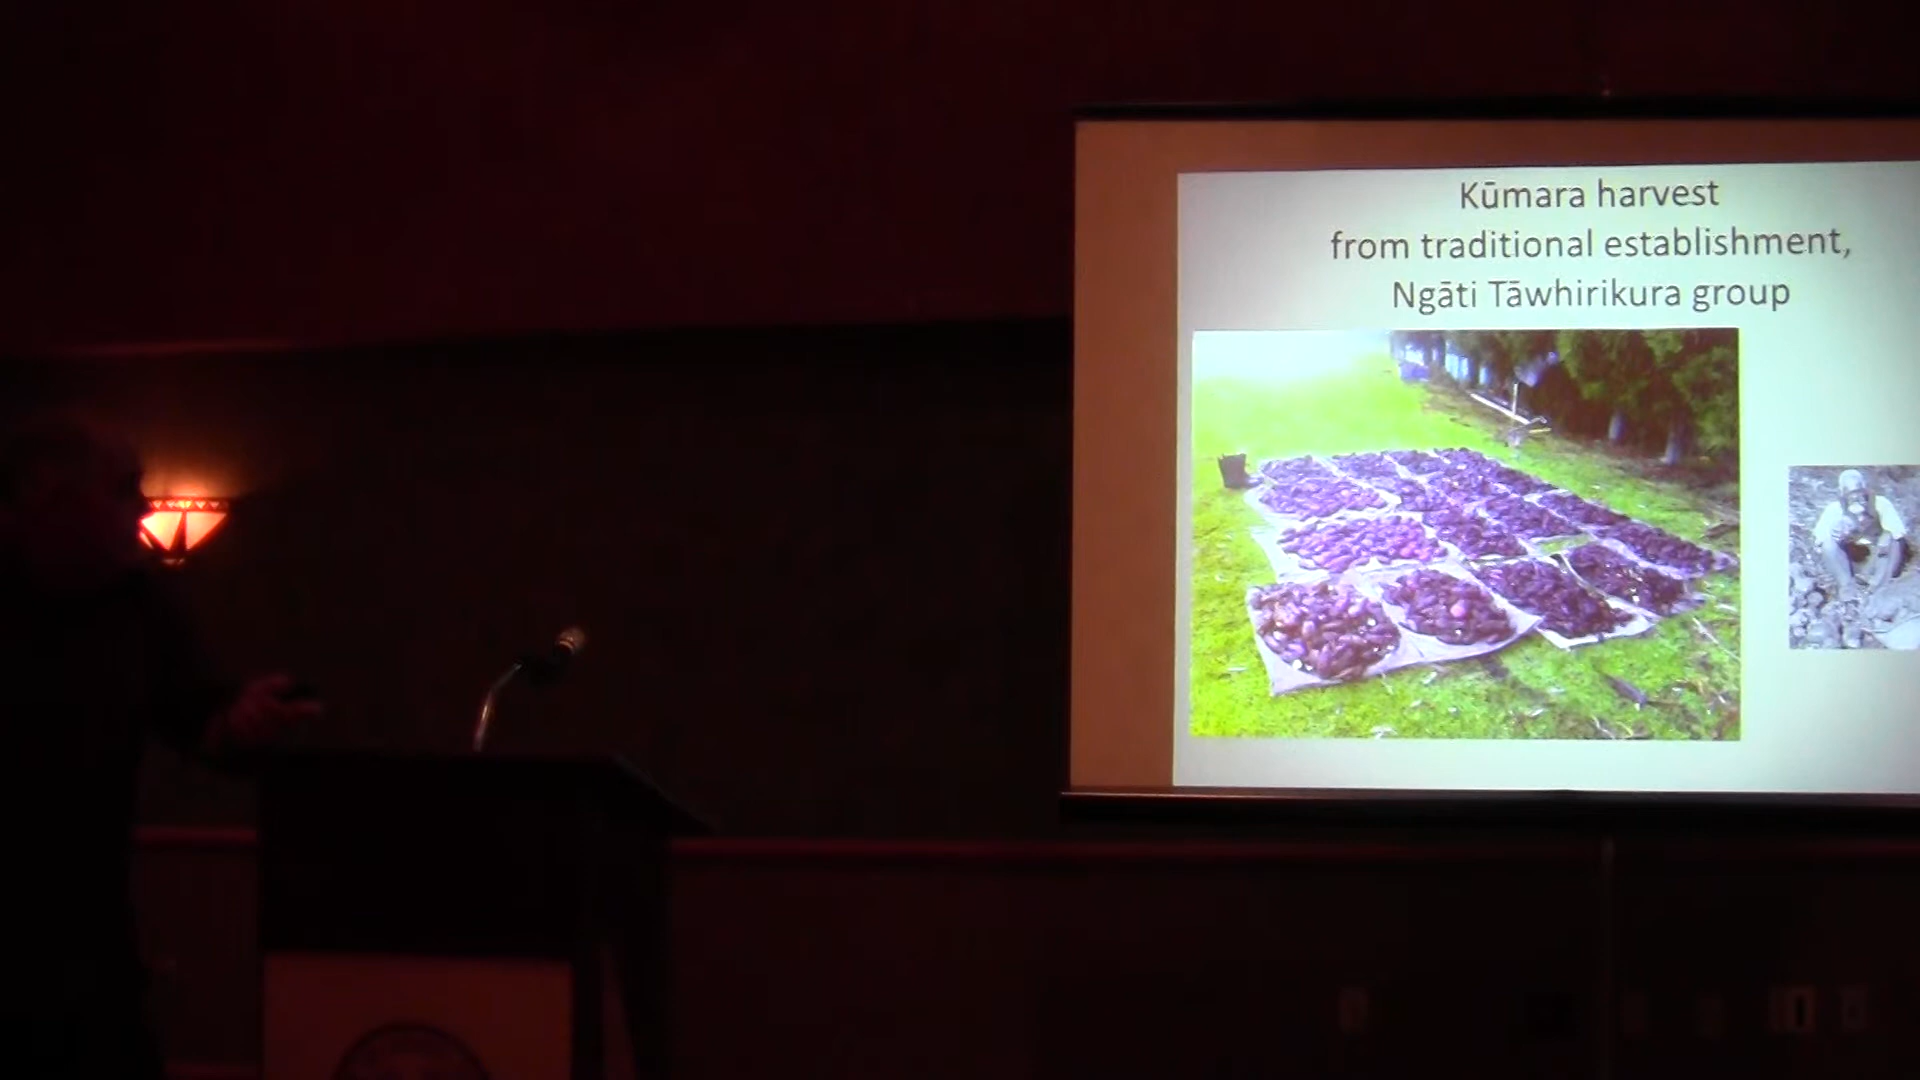 Kūmara harvest
from traditional establishment,
Ngāti Tāwhirikura group